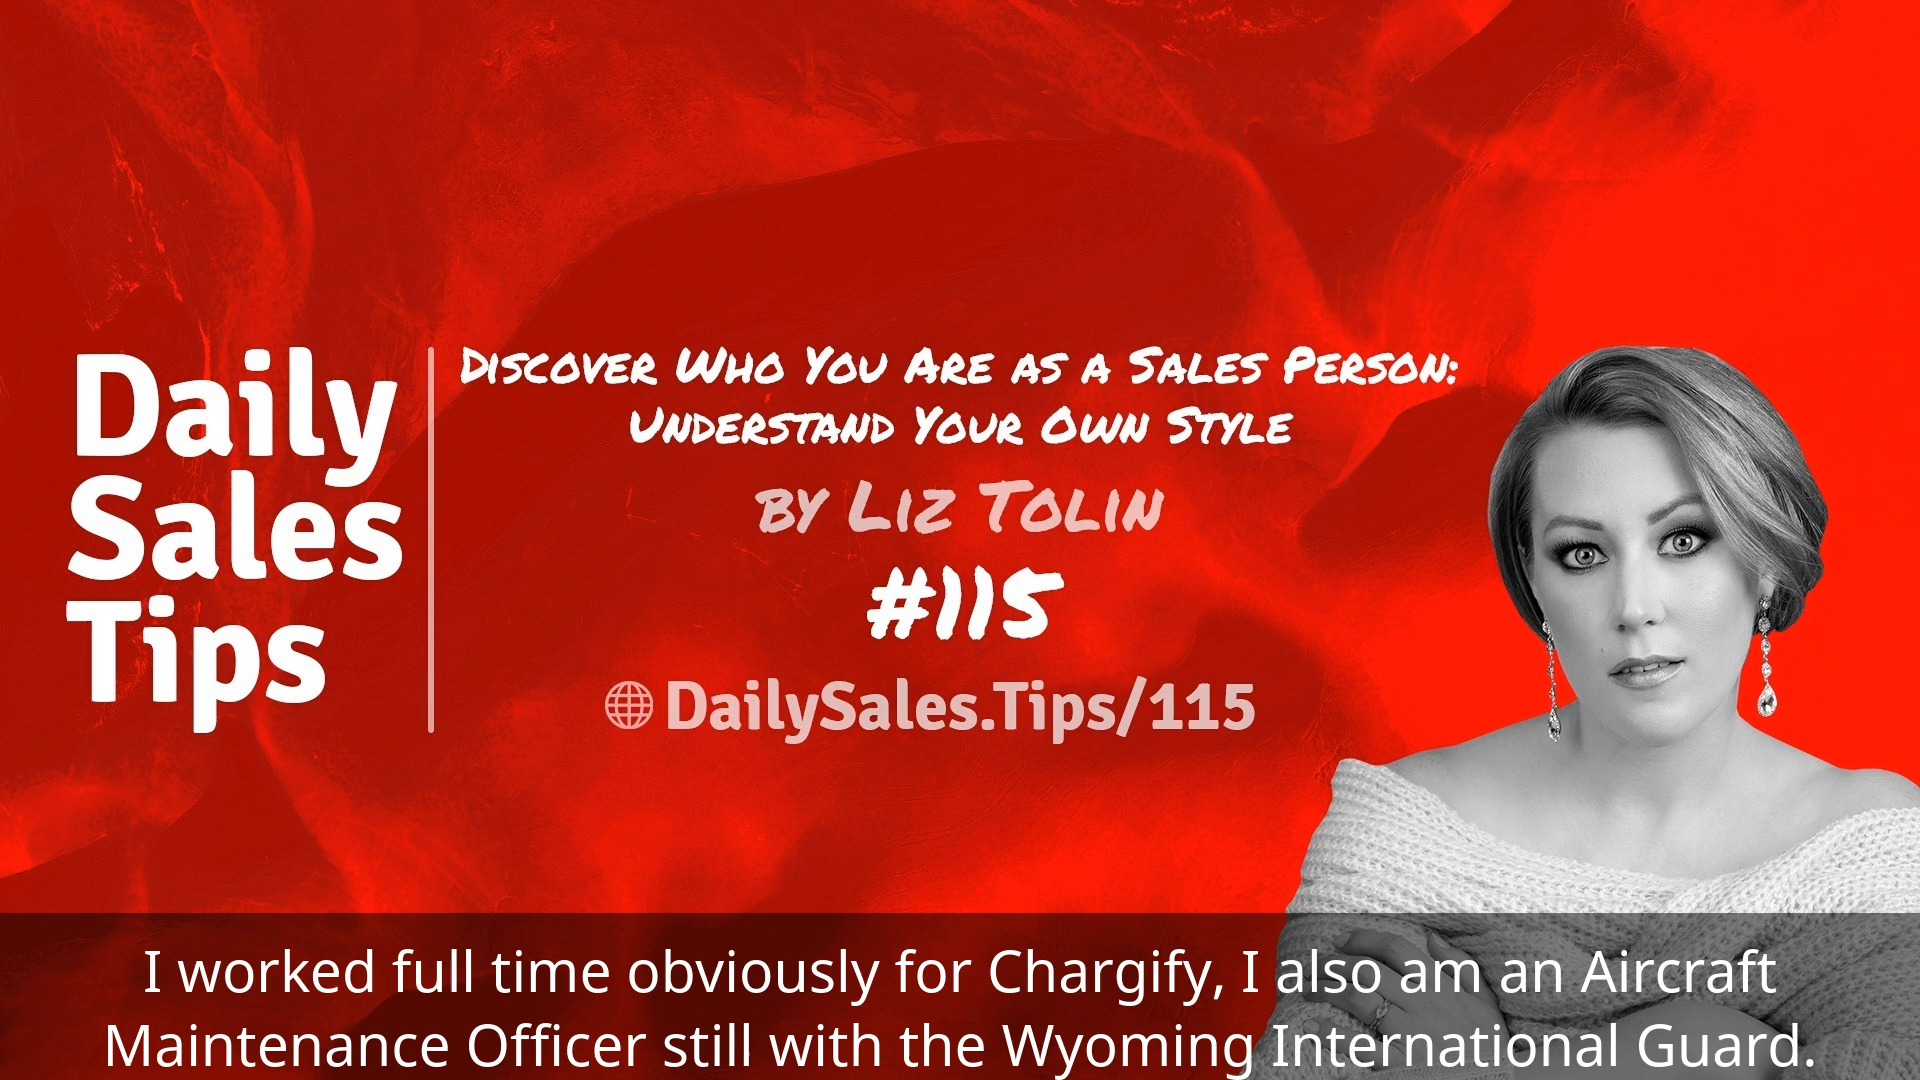 Daily
Sales
Tips
Discover Who You Are as a Sales Person:
Understand Your Own Style
by Liz Tolin
#115
DailySales.Tips/115
I worked full time obviously for Chargify, I also am an Aircraft
Maintenance Officer still with the Wyoming International Guard.